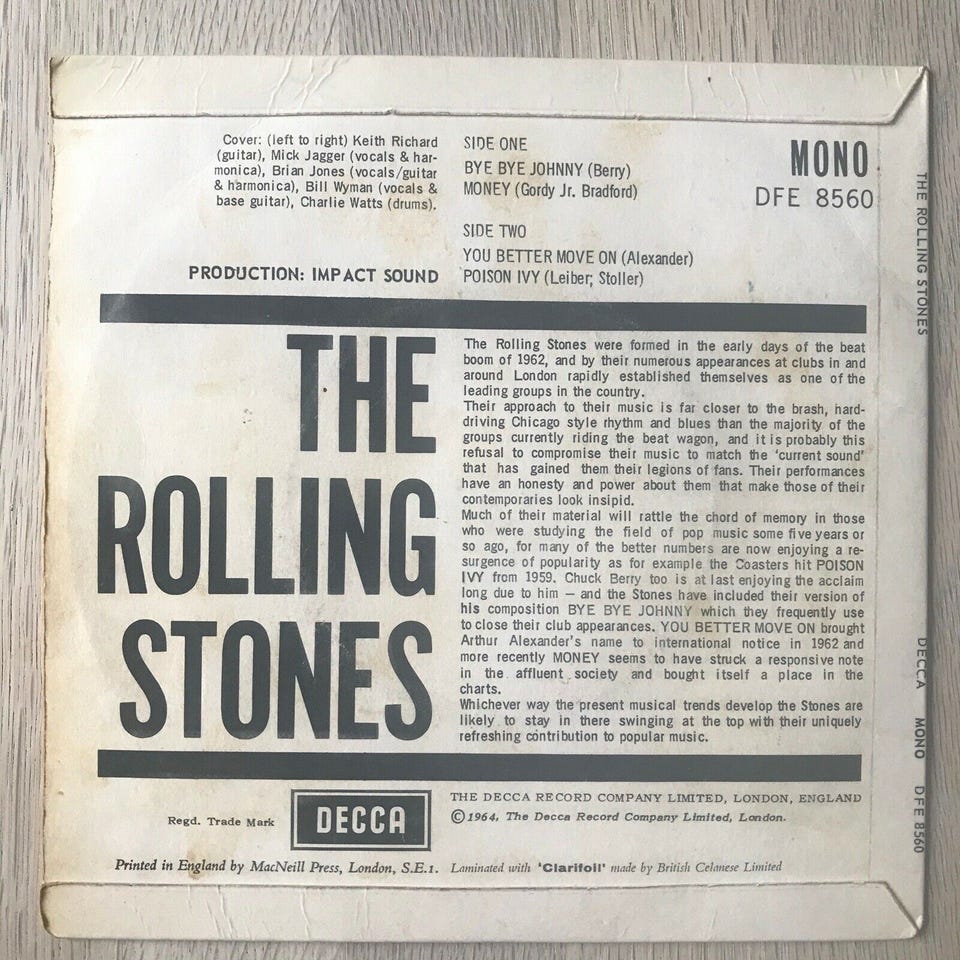 Cover: (left to right) Keith Richard
(guitar), Mick Jagger (vocals & har-
monica), Brian Jones (vocals/guitar
& harmonica), Bill Wyman (vocals &
base guitar), Charlie Watts (drums).
PRODUCTION: IMPACT SOUND
SIDE ONE
BYE BYE JOHNNY (Berry)
MONEY (Gordy Jr. Bradford)
SIDE TWO
YOU BETTER MOVE ON (Alexander)
POISON IVY (Leiber; Stoller)
MONO
DFE 8560
THE
ROLLING
STONES
The Rolling Stones were formed in the early days of the beat
boom of 1962, and by their numerous appearances at clubs in and
around London rapidly established themselves as one of the
leading groups in the country.
Their approach to their music is far closer to the brash, hard-
driving Chicago style rhythm and blues than the majority of the
groups currently riding the beat wagon, and it is probably this
refusal to compromise their music to match the 'current sound'
that has gained them their legions of fans. Their performances
have an honesty and power about them that make those of their
contemporaries look insipid.
Much of their material will rattle the chord of memory in those
who were studying the field of pop music some five years or
so ago, for many of the better numbers are now enjoying a re-
surgence of popularity as for example the Coasters hit POISON
IVY from 1959. Chuck Berry too is at last enjoying the acclaim
long due to him – and the Stones have included their version of
his composition BYE BYE JOHNNY which they frequently use
to close their club appearances. YOU BETTER MOVE ON brought
Arthur Alexander's name to international notice in 1962 and
more recently MONEY seems to have struck a responsive note
in the affluent society and bought itself a place in the
charts.
Whichever way the present musical trends develop the Stones are
likely to stay in there swinging at the top with their uniquely
refreshing contribution to popular music.
Regd. Trade Mark
DECCA
THE DECCA RECORD COMPANY LIMITED, LONDON, ENGLAND
©1964, The Decca Record Company Limited, London.
Printed in England by MacNeill Press, London, S.E.1.
Laminated with 'Clarifoil' made by British Celanese Limited
THE ROLLING STONES
DECCA MONO DFE 8560